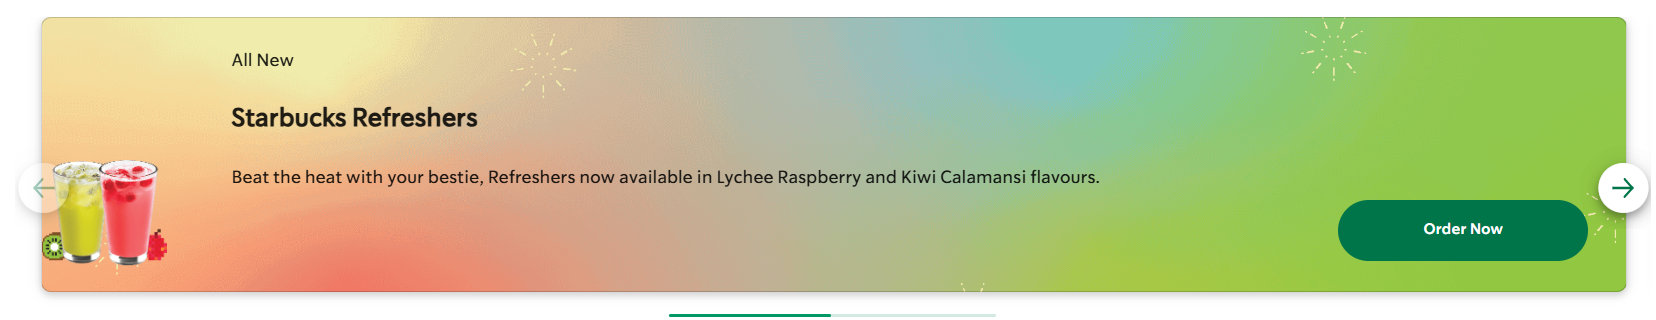 All New
Starbucks Refreshers
Beat the heat with your bestie, Refreshers now available in Lychee Raspberry and Kiwi Calamansi flavours.
Order Now